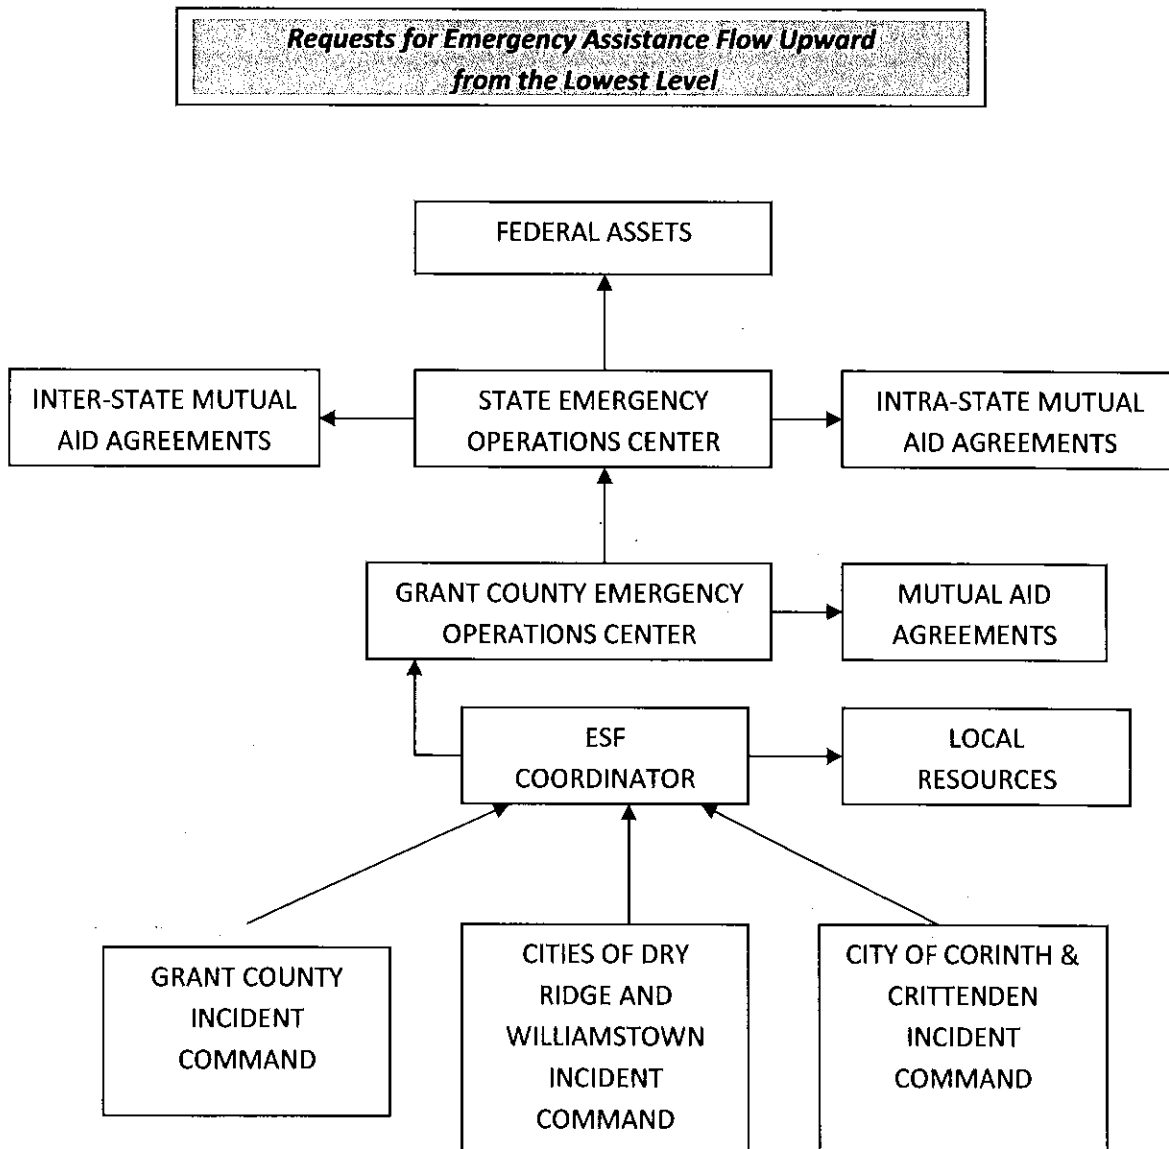 Requests for Emergency Assistance Flow Upward
from the Lowest Level
FEDERAL ASSETS
INTER-STATE MUTUAL
AID AGREEMENTS
STATE EMERGENCY
OPERATIONS CENTER
INTRA-STATE MUTUAL
AID AGREEMENTS
GRANT COUNTY EMERGENCY
OPERATIONS CENTER
MUTUAL AID
AGREEMENTS
ESF
COORDINATOR
LOCAL
RESOURCES
GRANT COUNTY
INCIDENT
COMMAND
CITIES OF DRY
RIDGE AND
WILLIAMSTOWN
INCIDENT
COMMAND
CITY OF CORINTH &
CRITTENDEN
INCIDENT
COMMAND